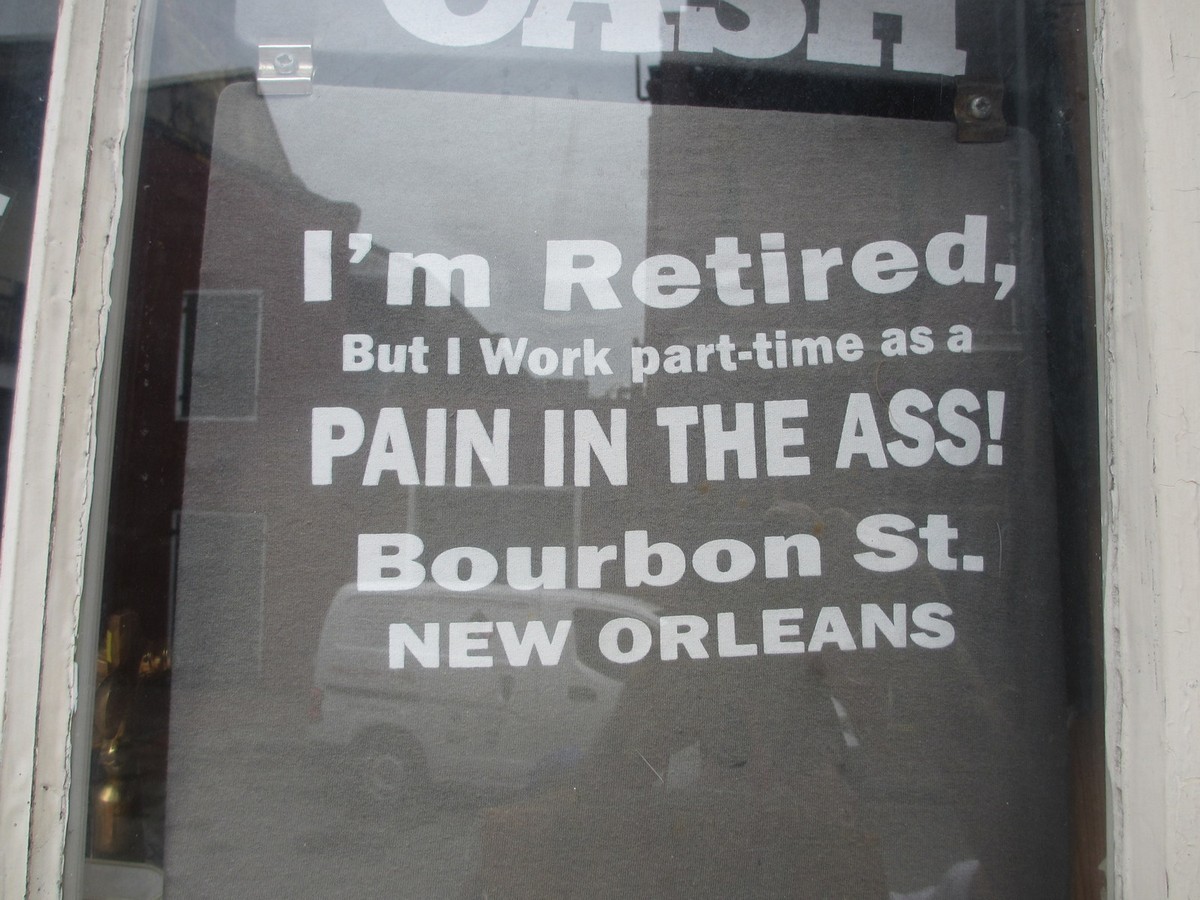 CASH
I'm Retired,
But I Work part-time as a
PAIN IN THE ASS!
Bourbon St.
NEW ORLEANS